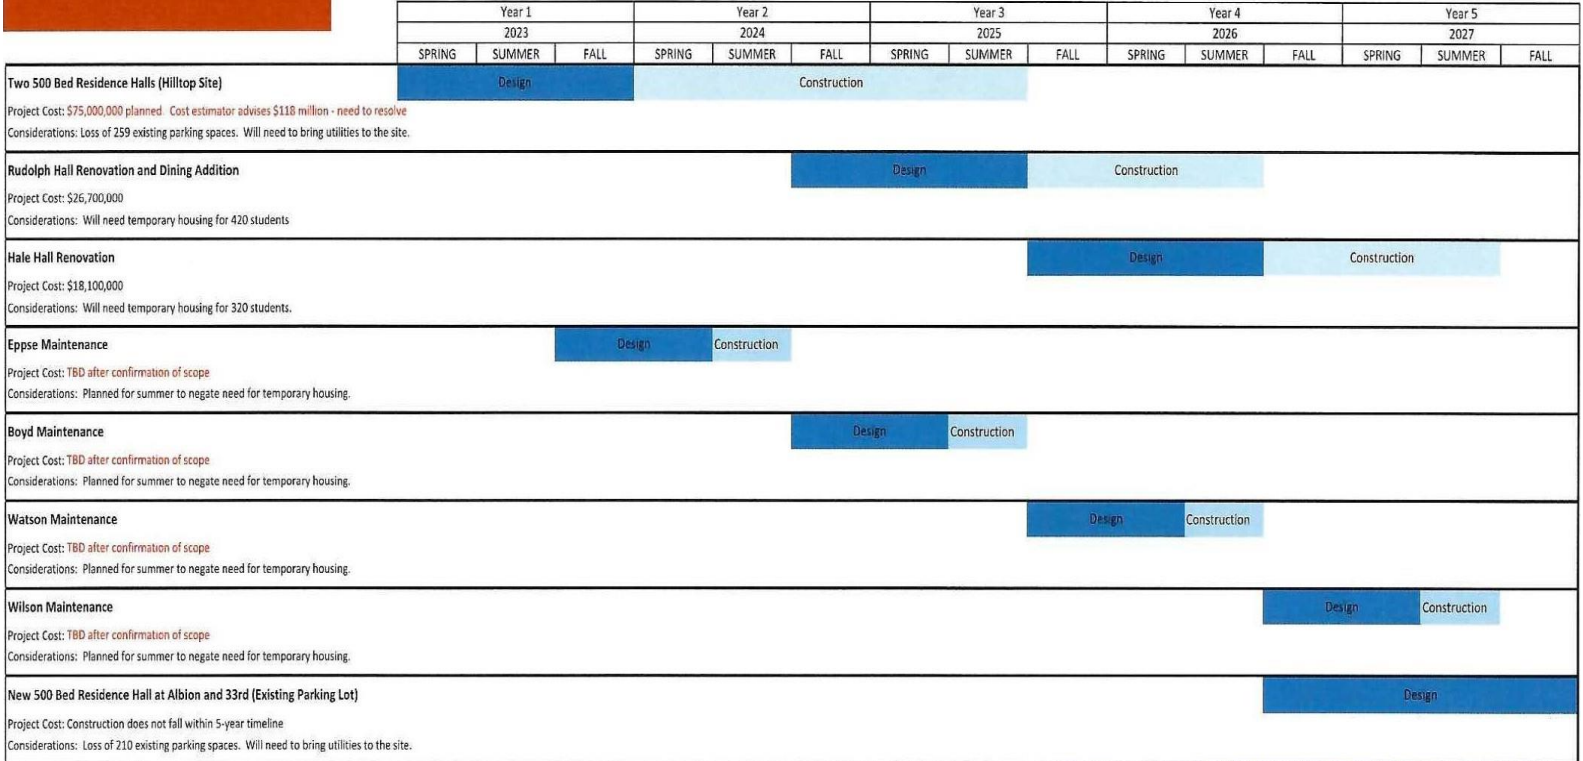 Year 1 Year 2 Year 3 Year 4 Year 5
2023 2024 2025 2026 2027
SPRING SUMMER FALL SPRING SUMMER FALL SPRING SUMMER FALL SPRING SUMMER FALL SPRING SUMMER FALL
Two 500 Bed Residence Halls (Hilltop Site) Design Construction
Project Cost: $75,000,000 planned. Cost estimator advises $118 million - need to resolve
Considerations: Loss of 259 existing parking spaces. Will need to bring utilities to the site.
Rudolph Hall Renovation and Dining Addition Design Construction
Project Cost: $26,700,000
Considerations: Will need temporary housing for 420 students
Hale Hall Renovation Design Construction
Project Cost: $18,100,000
Considerations: Will need temporary housing for 320 students.
Eppse Maintenance Design Construction
Project Cost: TBD after confirmation of scope
Considerations: Planned for summer to negate need for temporary housing.
Boyd Maintenance Design Construction
Project Cost: TBD after confirmation of scope
Considerations: Planned for summer to negate need for temporary housing.
Watson Maintenance Design Construction
Project Cost: TBD after confirmation of scope
Considerations: Planned for summer to negate need for temporary housing.
Wilson Maintenance Design Construction
Project Cost: TBD after confirmation of scope
Considerations: Planned for summer to negate need for temporary housing.
New 500 Bed Residence Hall at Albion and 33rd (Existing Parking Lot) Design
Project Cost: Construction does not fall within 5-year timeline
Considerations: Loss of 210 existing parking spaces. Will need to bring utilities to the site.